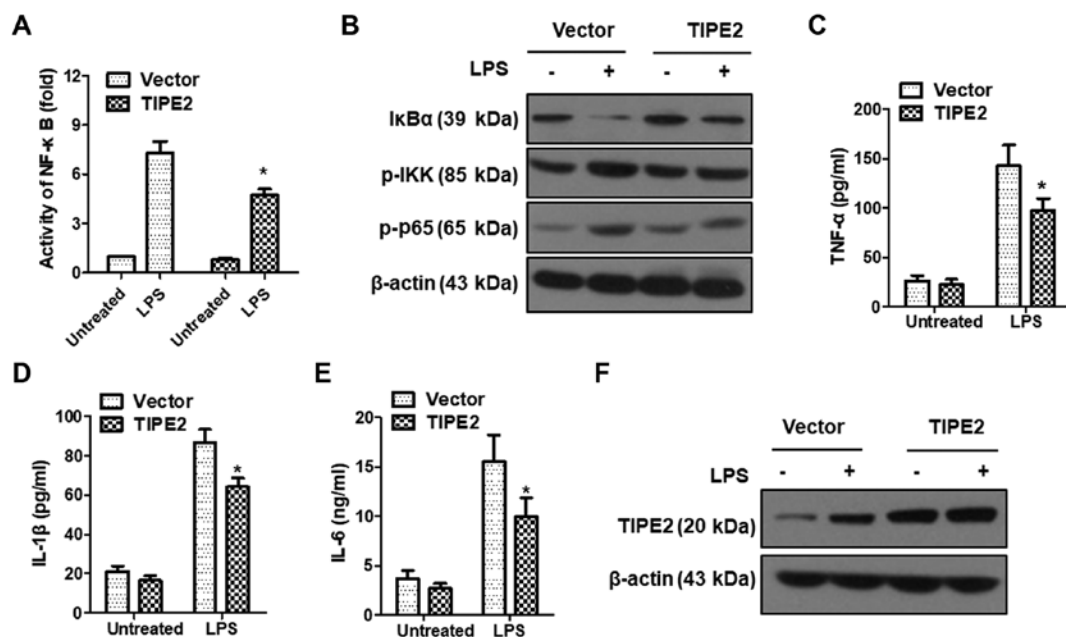 A
Vector
TIPE2
Activity of NF-κ B (fold)
12
9
6
3
0
*
Untreated
LPS
Untreated
LPS
B
Vector
TIPE2
LPS
-
+
-
+
IκBα (39 kDa)
p-IKK (85 kDa)
p-p65 (65 kDa)
β-actin (43 kDa)
C
Vector
TIPE2
TNF-α (pg/ml)
200
150
100
50
0
*
Untreated
LPS
D
Vector
TIPE2
IL-1β (pg/ml)
100
80
60
40
20
0
*
Untreated
LPS
E
Vector
TIPE2
IL-6 (ng/ml)
20
15
10
5
0
*
Untreated
LPS
F
Vector
TIPE2
LPS
-
+
-
+
TIPE2 (20 kDa)
β-actin (43 kDa)